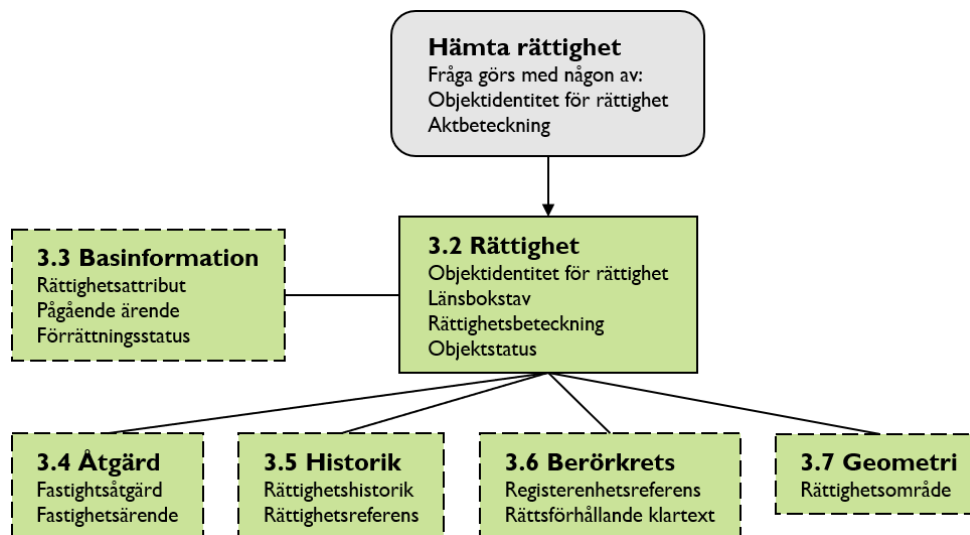 Hämta rättighet
Fråga görs med någon av:
Objektidentitet för rättighet
Aktbeteckning
3.3 Basinformation
Rättighetsattribut
Pågående ärende
Förrättningsstatus
3.2 Rättighet
Objektidentitet för rättighet
Länsbokstav
Rättighetsbeteckning
Objektstatus
3.4 Åtgärd
Fastightsåtgärd
Fastighetsärende
3.5 Historik
Rättighetshistorik
Rättighetsreferens
3.6 Berörkrets
Registerenhetsreferens
Rättsförhållande klartext
3.7 Geometri
Rättighetsområde